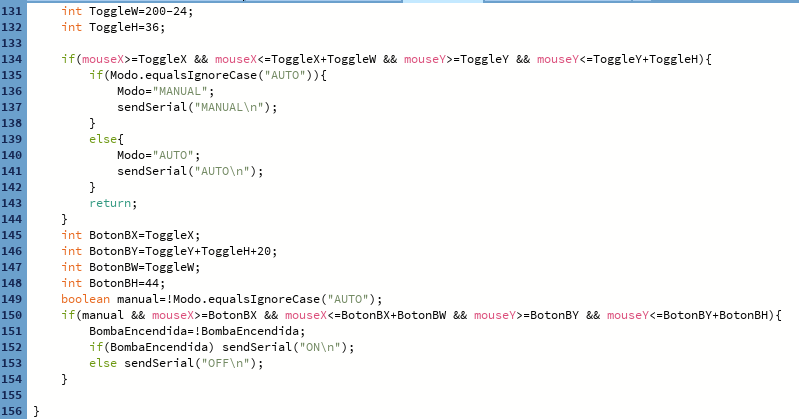 131 int ToggleW=200-24;
132 int ToggleH=36;
133
134 if(mouseX>=ToggleX && mouseX<=ToggleX+ToggleW && mouseY>=ToggleY && mouseY<=ToggleY+ToggleH){
135 if(Modo.equalsIgnoreCase("AUTO")){
136 Modo="MANUAL";
137 sendSerial("MANUAL\n");
138 }
139 else{
140 Modo="AUTO";
141 sendSerial("AUTO\n");
142 }
143 return;
144 }
145 int BotonBX=ToggleX;
146 int BotonBY=ToggleY+ToggleH+20;
147 int BotonBW=ToggleW;
148 int BotonBH=44;
149 boolean manual=!Modo.equalsIgnoreCase("AUTO");
150 if(manual && mouseX>=BotonBX && mouseX<=BotonBX+BotonBW && mouseY>=BotonBY && mouseY<=BotonBY+BotonBH){
151 BombaEncendida=!BombaEncendida;
152 if(BombaEncendida) sendSerial("ON\n");
153 else sendSerial("OFF\n");
154 }
155
156 }